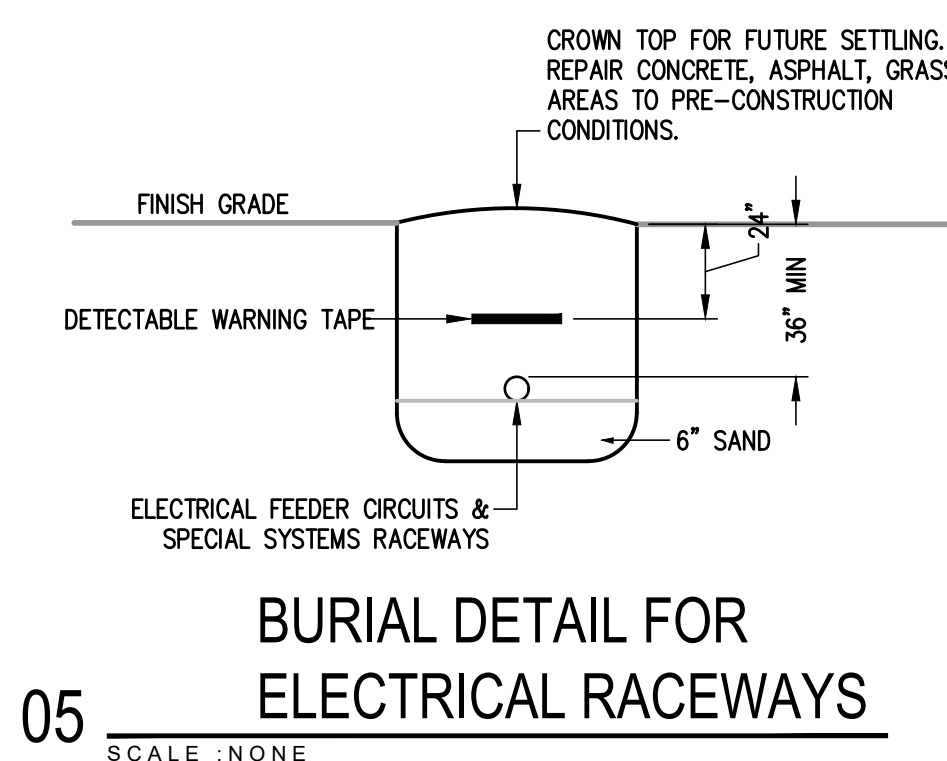 CROWN TOP FOR FUTURE SETTLING.
REPAIR CONCRETE, ASPHALT, GRASS
AREAS TO PRE-CONSTRUCTION
CONDITIONS.
FINISH GRADE
24"
36" MIN
DETECTABLE WARNING TAPE
6" SAND
ELECTRICAL FEEDER CIRCUITS &
SPECIAL SYSTEMS RACEWAYS
BURIAL DETAIL FOR
ELECTRICAL RACEWAYS
05
SCALE :NONE